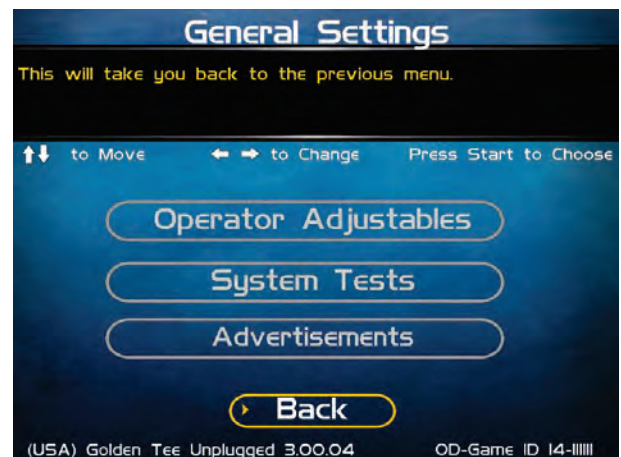 General Settings
This will take you back to the previous menu.
to Move to Change Press Start to Choose
Operator Adjustables
System Tests
Advertisements
Back
(USA) Golden Tee Unplugged 3.00.04 OD-Game ID 14-111111